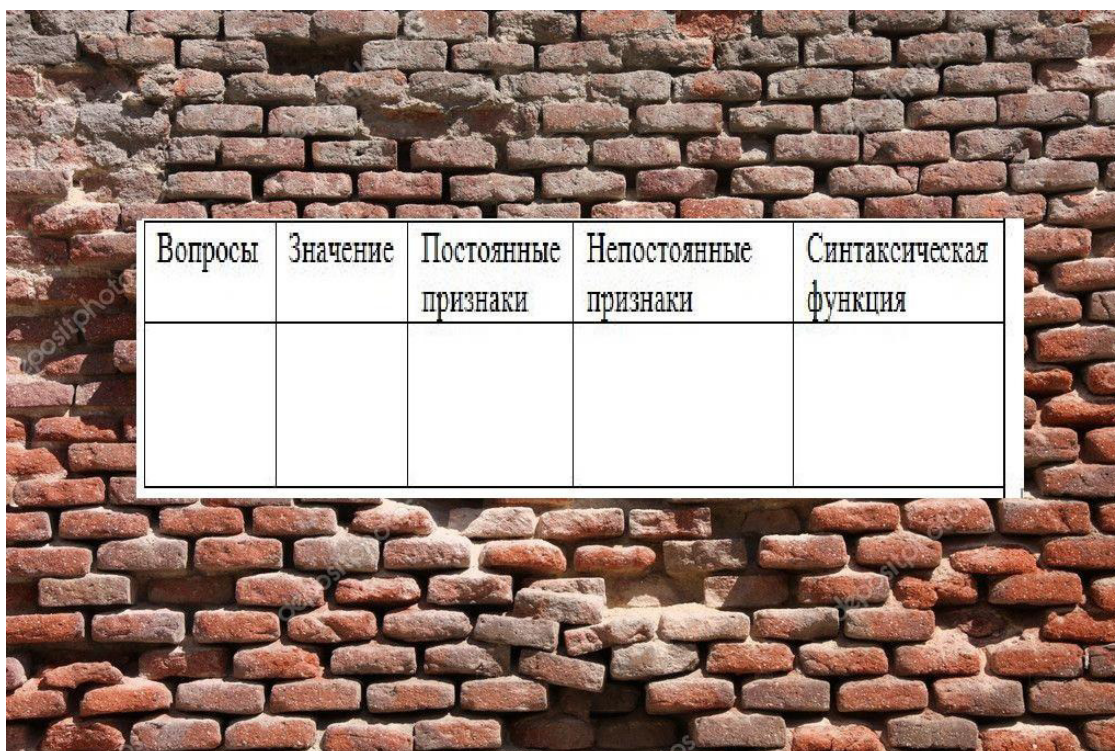 Вопросы
Значение
Постоянные
признаки
Непостоянные
признаки
Синтаксическая
функция